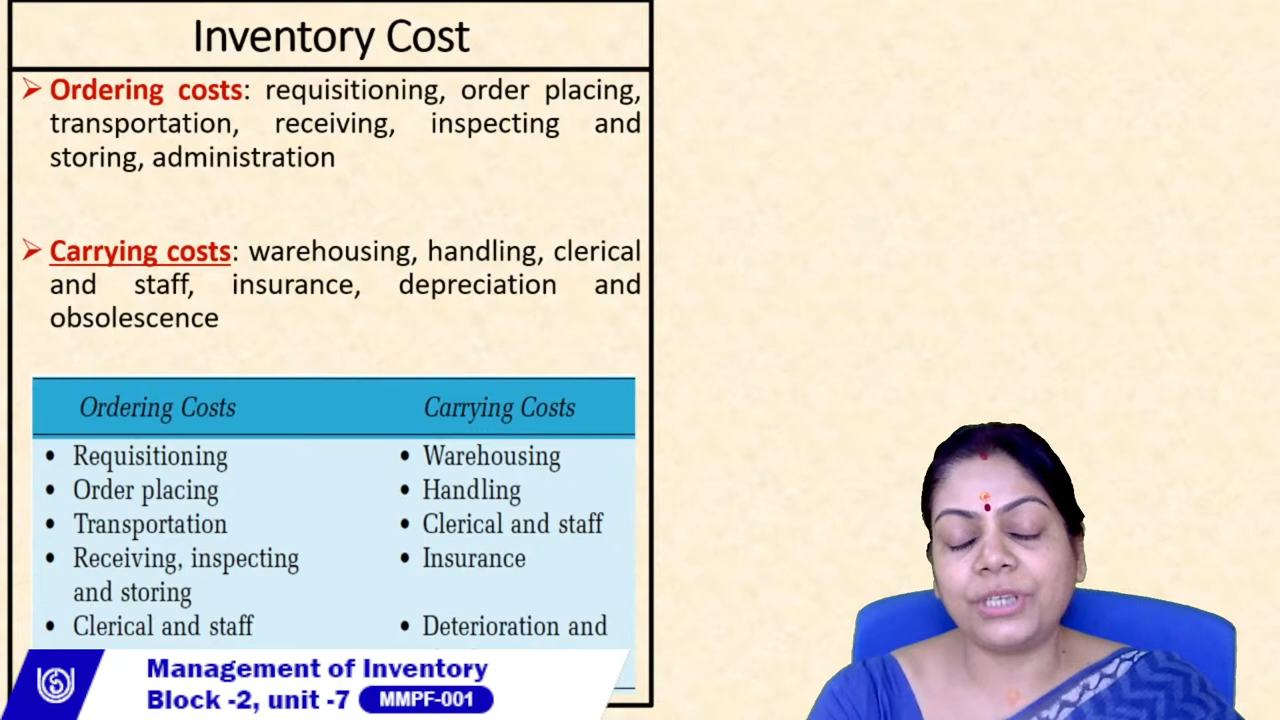 Inventory Cost
➢ Ordering costs: requisitioning, order placing,
transportation, receiving, inspecting and
storing, administration
➢ Carrying costs: warehousing, handling, clerical
and staff, insurance, depreciation and
obsolescence
Ordering Costs Carrying Costs
• Requisitioning • Warehousing
• Order placing • Handling
• Transportation • Clerical and staff
• Receiving, inspecting • Insurance
and storing
• Clerical and staff • Deterioration and
Management of Inventory
Block -2, unit -7 MMPF-001